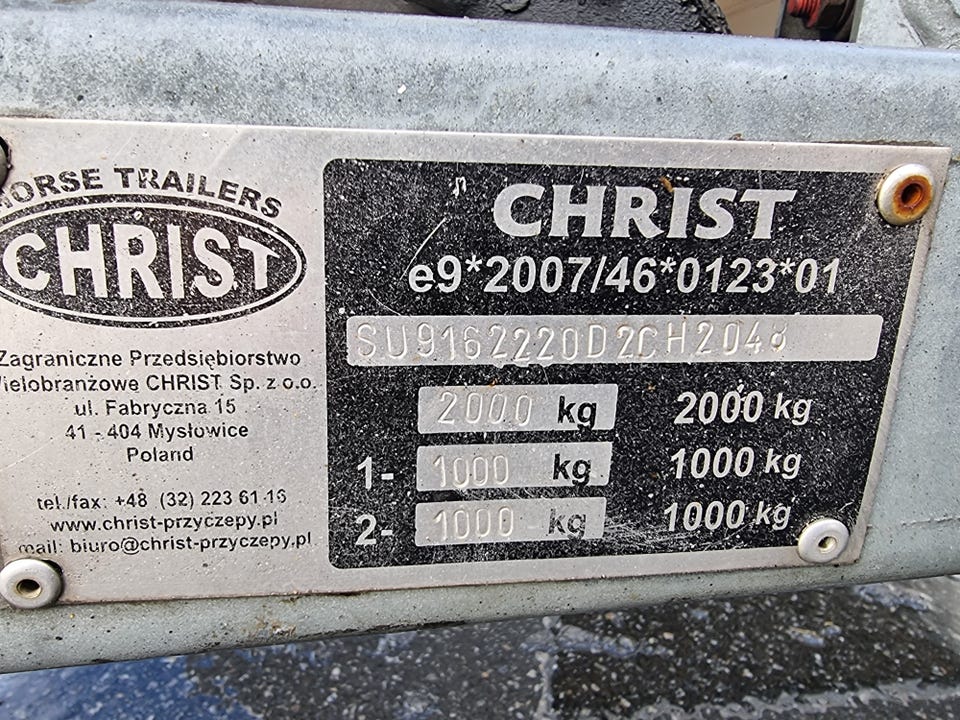 HORSE TRAILERS
CHRIST
Zagraniczne Przedsiębiorstwo
Wielobranżowe CHRIST Sp. z o.o.
ul. Fabryczna 15
41 - 404 Mysłowice
Poland
tel./fax: +48 (32) 223 61 16
www.christ-przyczepy.pl
mail: biuro@christ-przyczepy.pl
CHRIST
e9*2007/46*0123*01
SU9162220D2CH2048
2000 kg 2000 kg
1- 1000 kg 1000 kg
2- 1000 kg 1000 kg